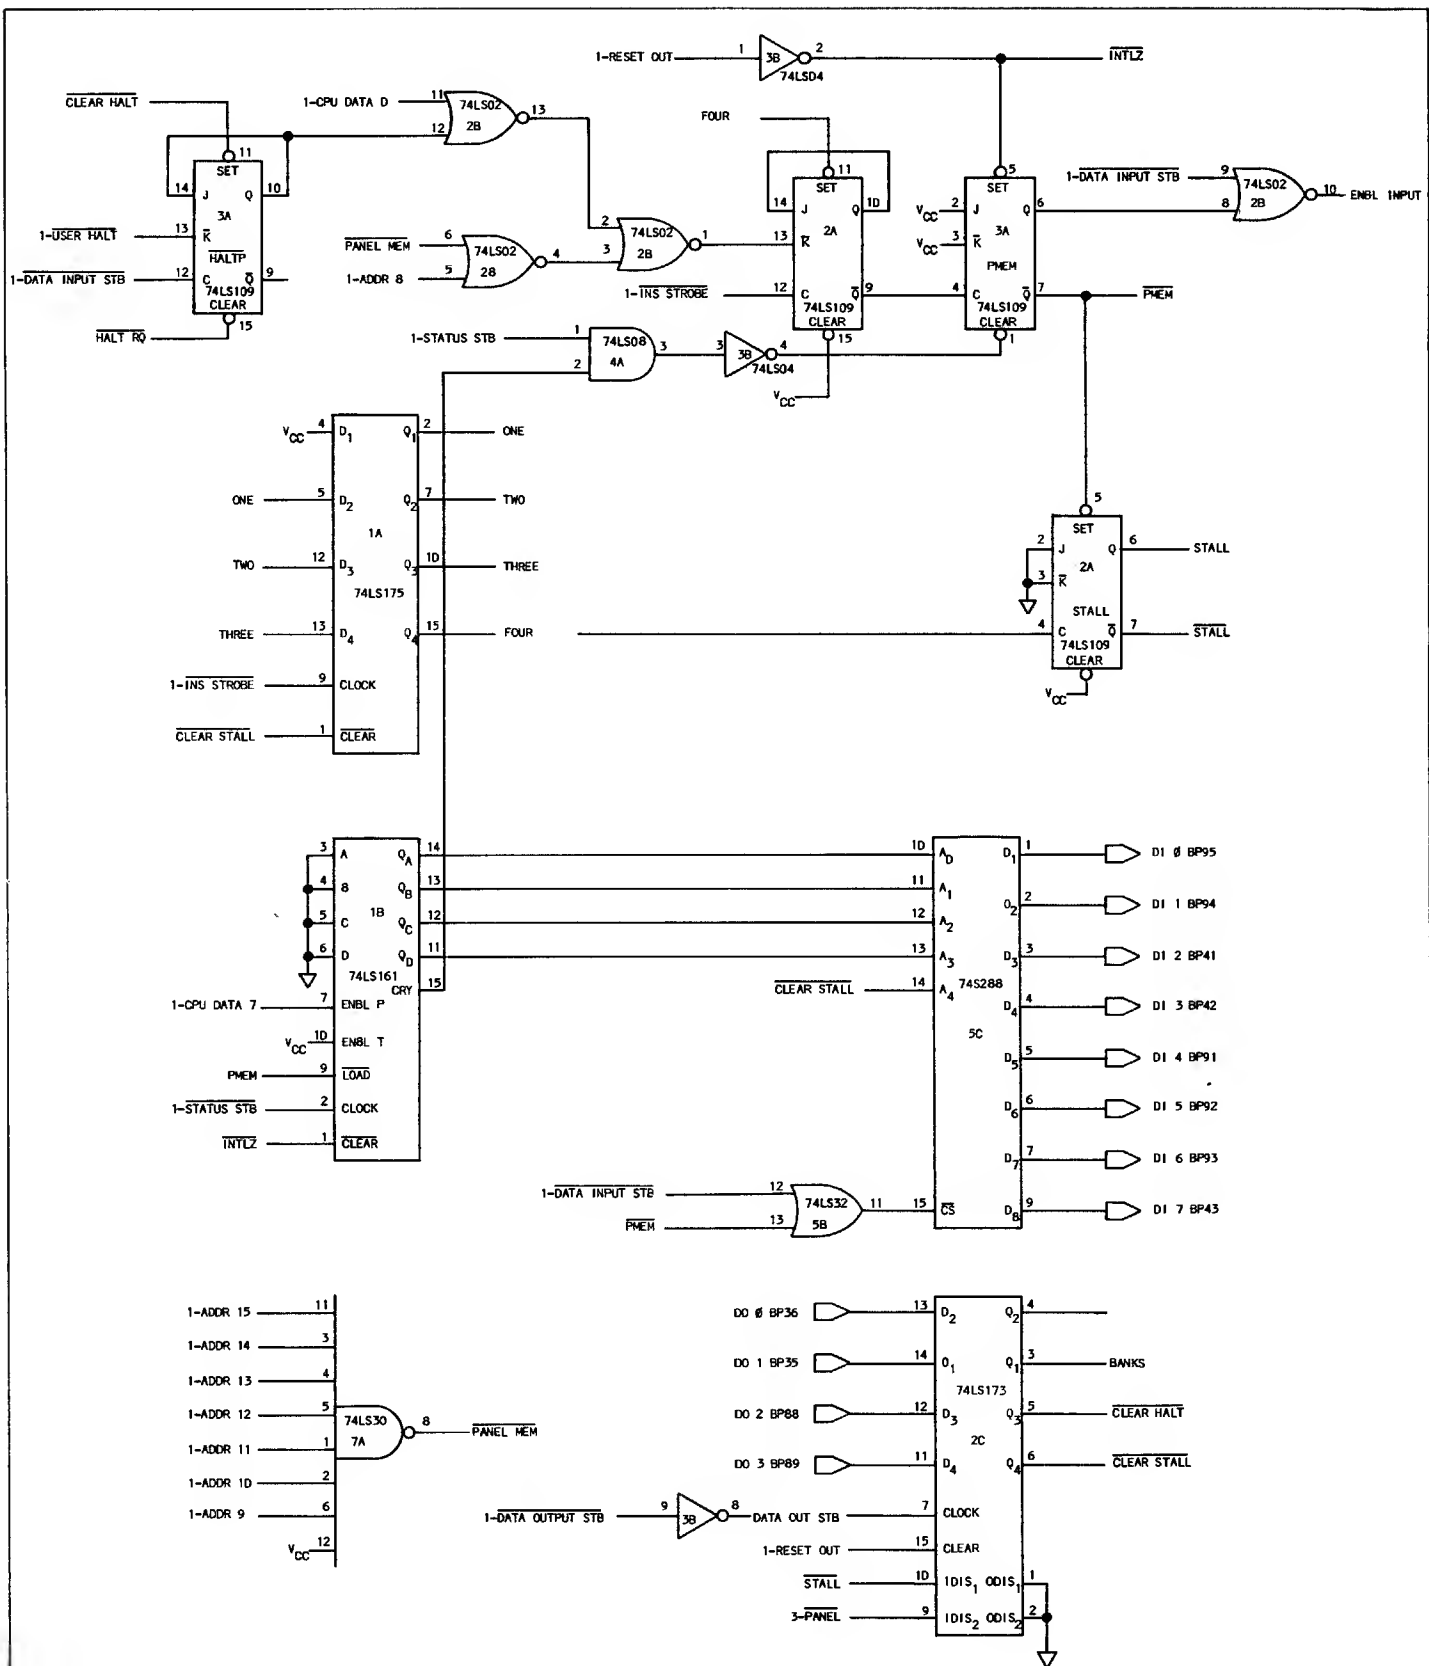 1-RESET OUT
1
3B
2
74LSD4
INTLZ
CLEAR HALT
1-CPU DATA D
11
12
74LS02
2B
13
FOUR
11
SET
14
J
Q
10
3A
1-USER HALT
13
K
HALTP
1-DATA INPUT STB
12
C
Q
9
74LS109
CLEAR
15
HALT RQ
PANEL MEM
6
1-ADDR 8
5
74LS02
28
4
2
3
74LS02
2B
1
11
SET
14
J
Q
1D
2A
13
K
1-INS STROBE
12
C
Q
9
74LS109
CLEAR
15
VCC
5
SET
VCC
2
J
Q
6
3A
VCC
3
K
PMEM
4
C
Q
7
74LS109
CLEAR
1
PMEM
1-DATA INPUT STB
9
8
74LS02
2B
10
ENBL INPUT
1-STATUS STB
1
2
74LS08
4A
3
3
3B
4
74LS04
VCC
4
D1
Q1
2
ONE
ONE
5
D2
Q2
7
TWO
1A
TWO
12
D3
Q3
1D
THREE
74LS175
THREE
13
D4
Q4
15
FOUR
1-INS STROBE
9
CLOCK
CLEAR STALL
1
CLEAR
5
SET
2
J
Q
6
STALL
2A
3
K
STALL
4
C
Q
7
STALL
74LS109
CLEAR
VCC
3
A
QA
14
4
8
QB
13
1B
5
C
QC
12
6
D
QD
11
74LS161
CRY
15
1-CPU DATA 7
7
ENBL P
VCC
1D
ENBL T
PMEM
9
LOAD
1-STATUS STB
2
CLOCK
INTLZ
1
CLEAR
1D
AD
D1
1
DI Ø BP95
11
A1
O2
2
DI 1 BP94
12
A2
13
A3
D3
3
DI 2 BP41
CLEAR STALL
14
A4
74S288
D4
4
DI 3 BP42
5C
D5
5
DI 4 BP91
D6
6
DI 5 BP92
D7
7
DI 6 BP93
1-DATA INPUT STB
12
PMEM
13
74LS32
5B
11
15
CS
D8
9
DI 7 BP43
1-ADDR 15
11
1-ADDR 14
3
1-ADDR 13
4
1-ADDR 12
5
1-ADDR 11
1
1-ADDR 1D
2
1-ADDR 9
6
VCC
12
74LS30
7A
8
PANEL MEM
DO Ø BP36
13
D2
Q2
4
DO 1 BP35
14
O1
Q1
3
BANKS
74LS173
DO 2 BP88
12
D3
Q3
5
CLEAR HALT
2C
DO 3 BP89
11
D4
Q4
6
CLEAR STALL
1-DATA OUTPUT STB
9
3B
8
DATA OUT STB
7
CLOCK
1-RESET OUT
15
CLEAR
STALL
1D
IDIS1
ODIS1
1
3-PANEL
9
IDIS2
ODIS2
2